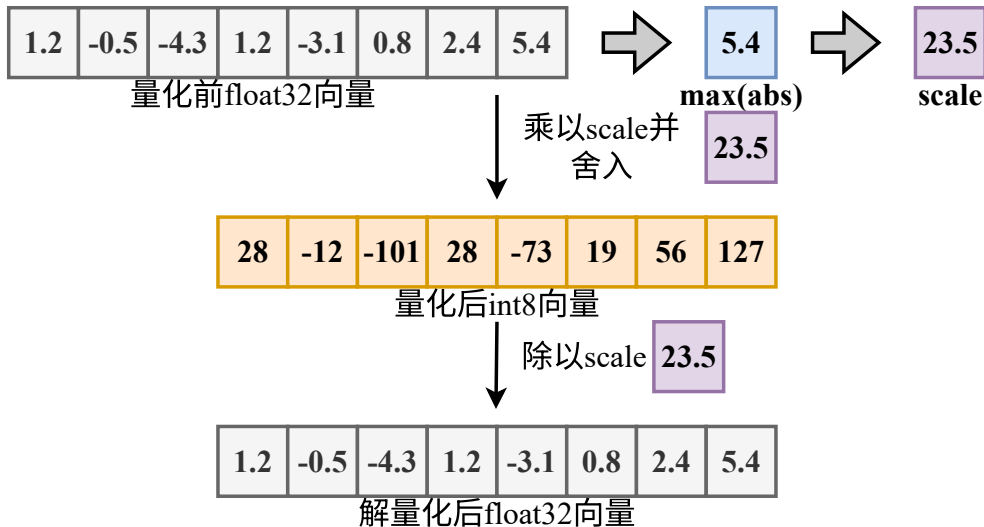 1.2 -0.5 -4.3 1.2 -3.1 0.8 2.4 5.4 5.4 23.5
量化前float32向量 max(abs) scale
乘以scale并
舍入 23.5
28 -12 -101 28 -73 19 56 127
量化后int8向量
除以scale 23.5
1.2 -0.5 -4.3 1.2 -3.1 0.8 2.4 5.4
解量化后float32向量